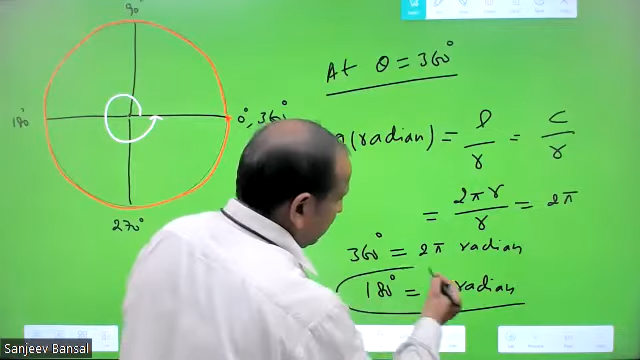 90°
At θ = 360°
180°
0°, 360°
(radian) = l/r = c/r
= 2πr/r = 2π
270°
360° = 2π radian
180° = radian
Sanjeev Bansal